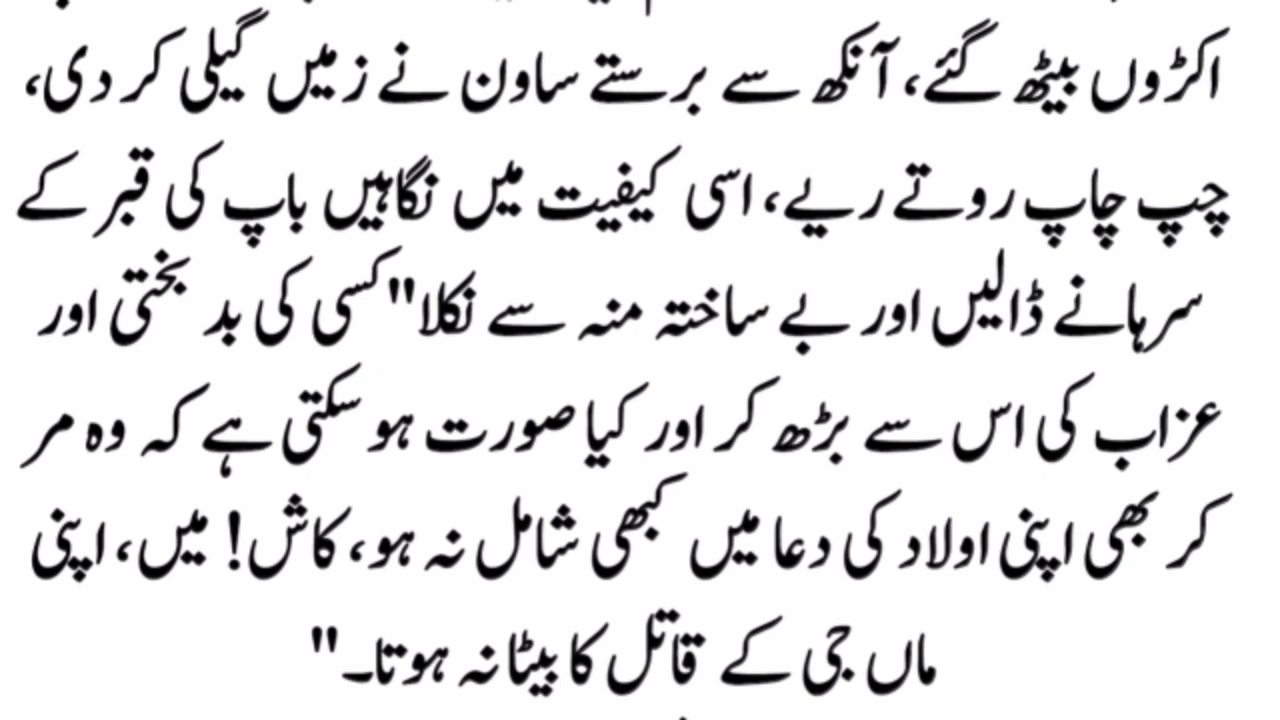 اکڑوں بیٹھ گئے، آنکھ سے برستے ساون نے زمیں گیلی کر دی،
چپ چاپ روتے ریے، اسی کیفیت میں نگاہیں باپ کی قبر کے
سرہانے ڈالیں اور بے ساختہ منہ سے نکلا"کسی کی بد بختی اور
عزاب کی اس سے بڑھ کر اور کیا صورت ہو سکتی ہے کہ وہ مر
کر بھی اپنی اولاد کی دعا میں کبھی شامل نہ ہو، کاش! میں، اپنی
ماں جی کے قاتل کا بیٹا نہ ہوتا۔"